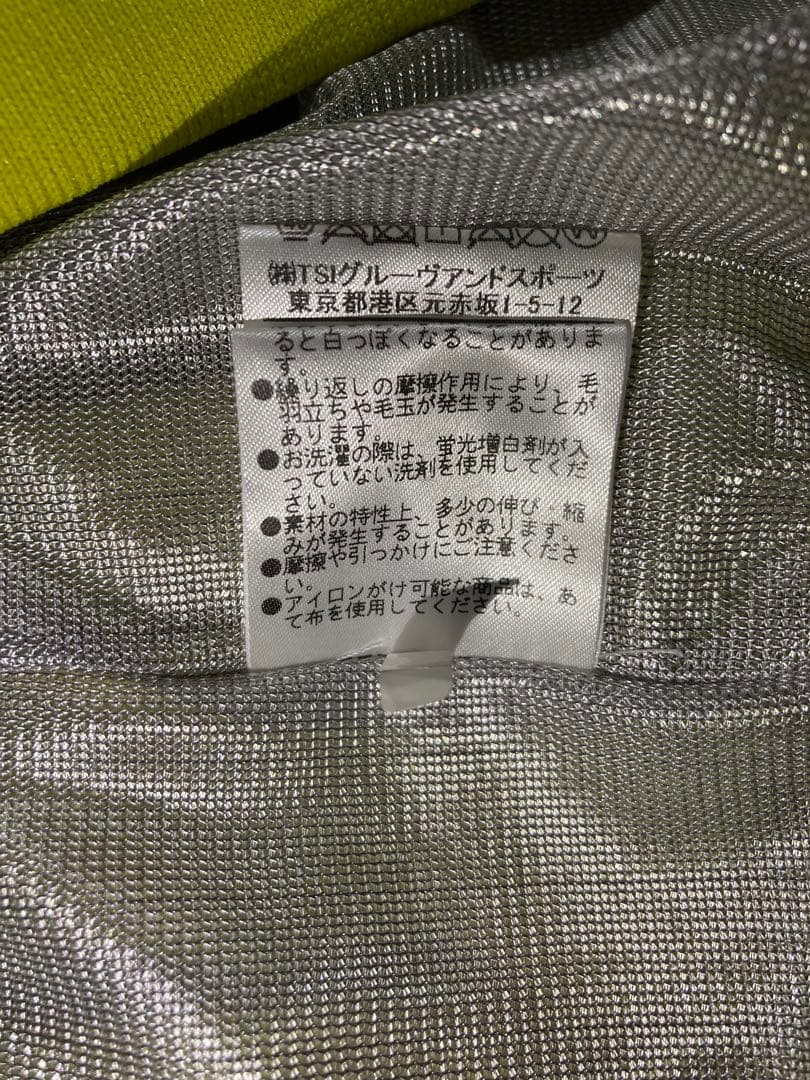 ㈱TSIグルーヴアンドスポーツ
東京都港区元赤坂1-5-12
ると白っぽくなることがありま
す。
●繰り返しの摩擦作用により、毛
羽立ちや毛玉が発生することが
あります。
●お洗濯の際は、蛍光増白剤が入
っていない洗剤を使用してくだ
さい。
●素材の特性上、多少の伸び・縮
みが発生することがあります。
●摩擦や引っかけにご注意くださ
い。
●アイロンがけ可能な商品は、あ
て布を使用してください。